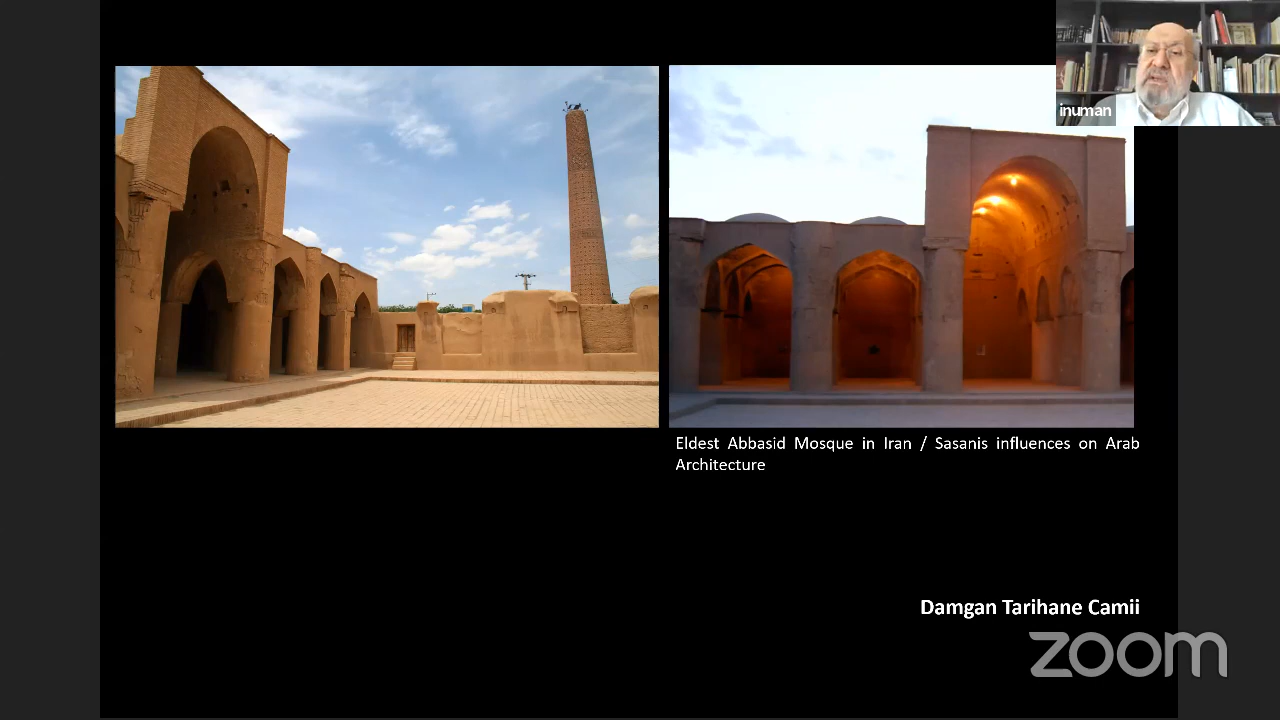 inuman
Eldest Abbasid Mosque in Iran / Sasanis influences on Arab
Architecture
Damgan Tarihane Camii
zoom